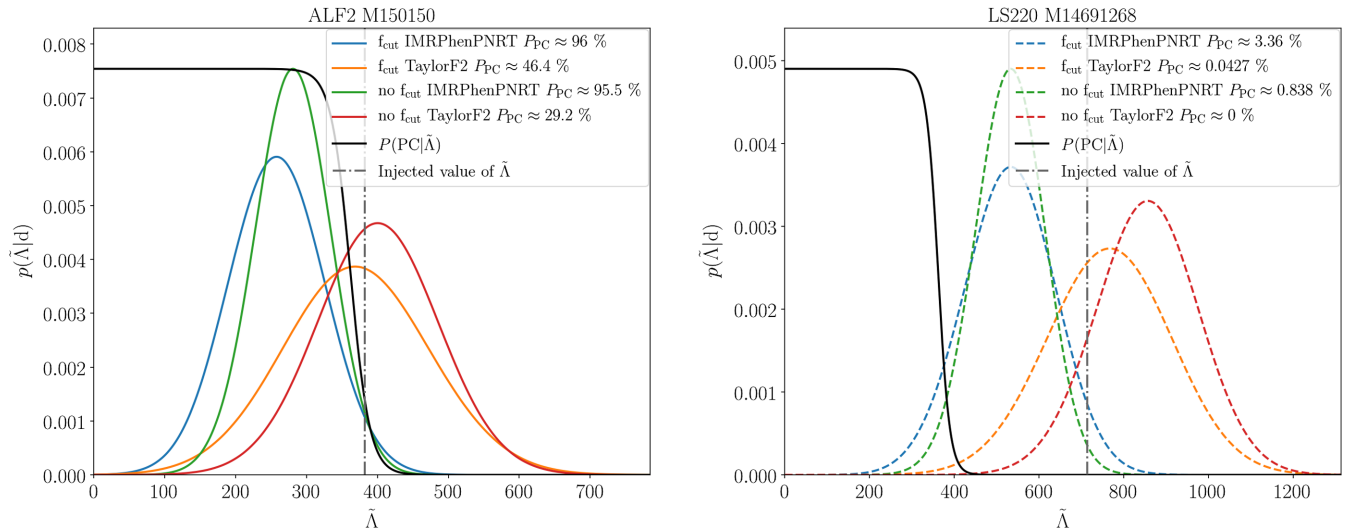 ALF2 M150150
f_cut IMRPhenPNRT P_PC ≈ 96 %
f_cut TaylorF2 P_PC ≈ 46.4 %
no f_cut IMRPhenPNRT P_PC ≈ 95.5 %
no f_cut TaylorF2 P_PC ≈ 29.2 %
P(PC|Λ̃)
Injected value of Λ̃
p(Λ̃|d)
0.008
0.007
0.006
0.005
0.004
0.003
0.002
0.001
0.000
0 100 200 300 400 500 600 700
Λ̃
LS220 M14691268
f_cut IMRPhenPNRT P_PC ≈ 3.36 %
f_cut TaylorF2 P_PC ≈ 0.0427 %
no f_cut IMRPhenPNRT P_PC ≈ 0.838 %
no f_cut TaylorF2 P_PC ≈ 0 %
P(PC|Λ̃)
Injected value of Λ̃
p(Λ̃|d)
0.005
0.004
0.003
0.002
0.001
0.000
0 200 400 600 800 1000 1200
Λ̃